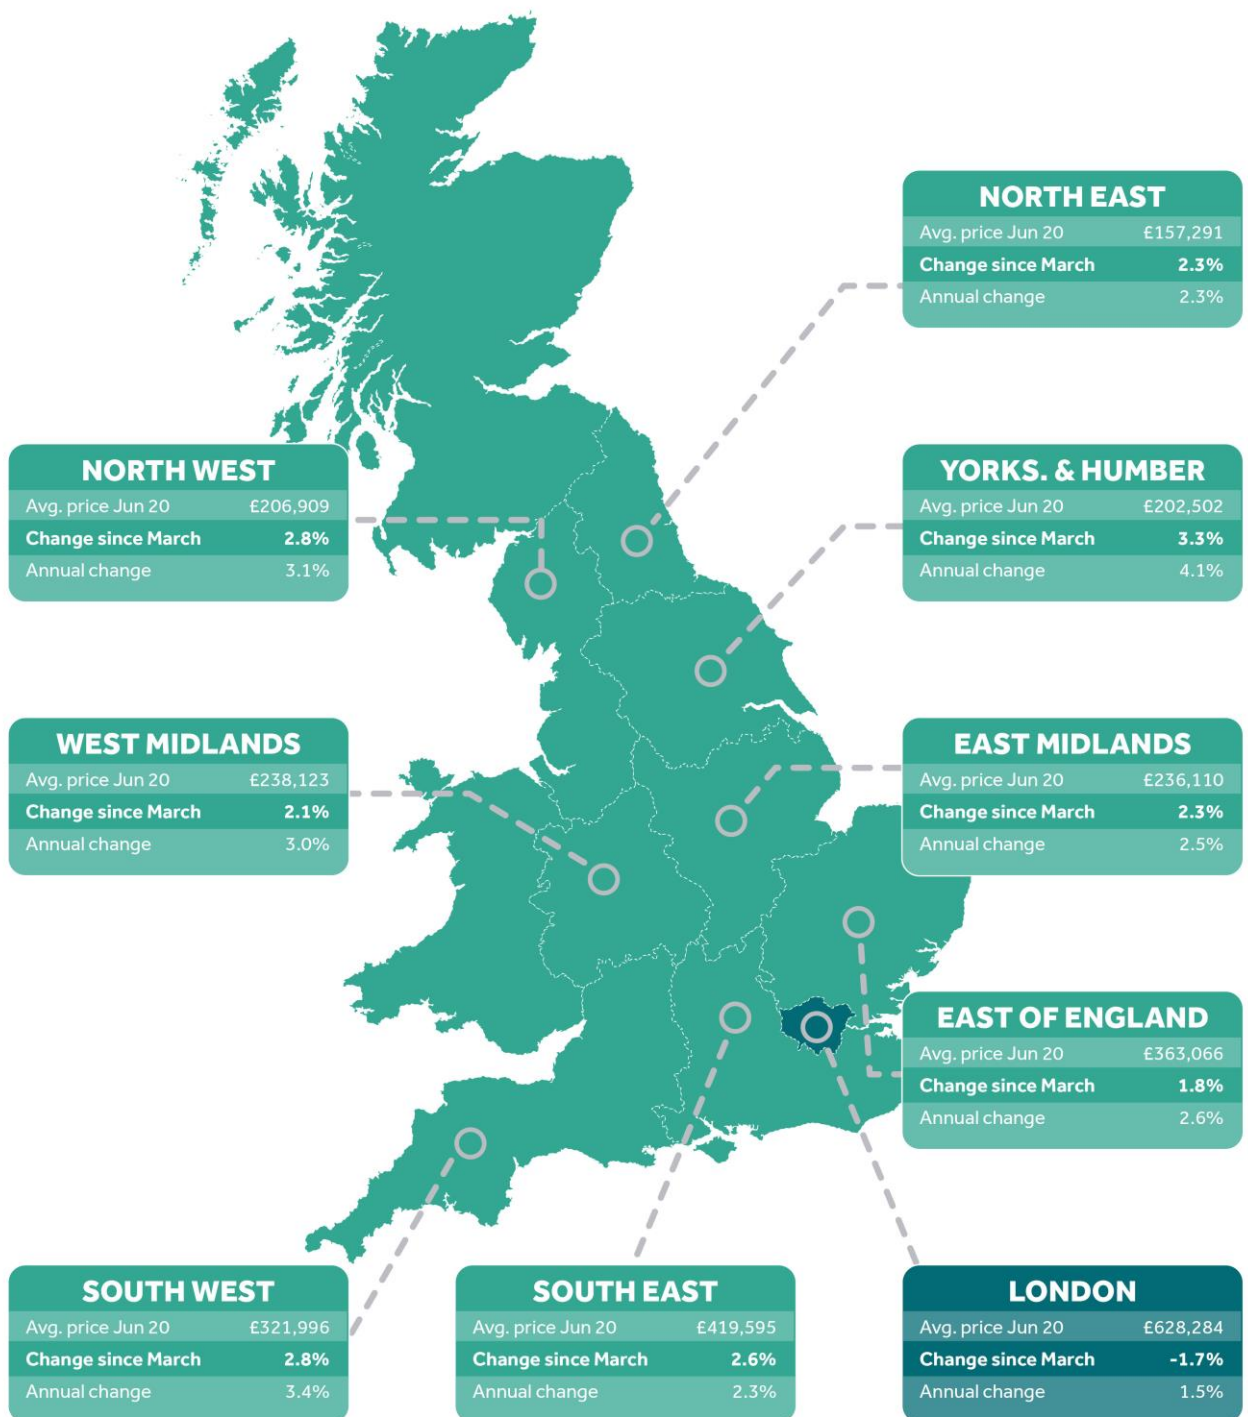 NORTH EAST
Avg. price Jun 20 £157,291
Change since March 2.3%
Annual change 2.3%
NORTH WEST
Avg. price Jun 20 £206,909
Change since March 2.8%
Annual change 3.1%
YORKS. & HUMBER
Avg. price Jun 20 £202,502
Change since March 3.3%
Annual change 4.1%
WEST MIDLANDS
Avg. price Jun 20 £238,123
Change since March 2.1%
Annual change 3.0%
EAST MIDLANDS
Avg. price Jun 20 £236,110
Change since March 2.3%
Annual change 2.5%
EAST OF ENGLAND
Avg. price Jun 20 £363,066
Change since March 1.8%
Annual change 2.6%
SOUTH WEST
Avg. price Jun 20 £321,996
Change since March 2.8%
Annual change 3.4%
SOUTH EAST
Avg. price Jun 20 £419,595
Change since March 2.6%
Annual change 2.3%
LONDON
Avg. price Jun 20 £628,284
Change since March -1.7%
Annual change 1.5%